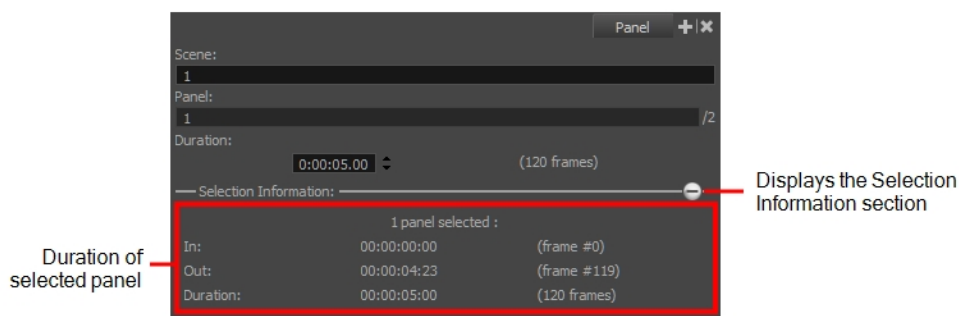 Panel
Scene:
1
Panel:
1 /2
Duration:
0:00:05.00 (120 frames)
Selection Information:
Displays the Selection
Information section
1 panel selected :
In: 00:00:00:00 (frame #0)
Out: 00:00:04:23 (frame #119)
Duration: 00:00:05:00 (120 frames)
Duration of
selected panel